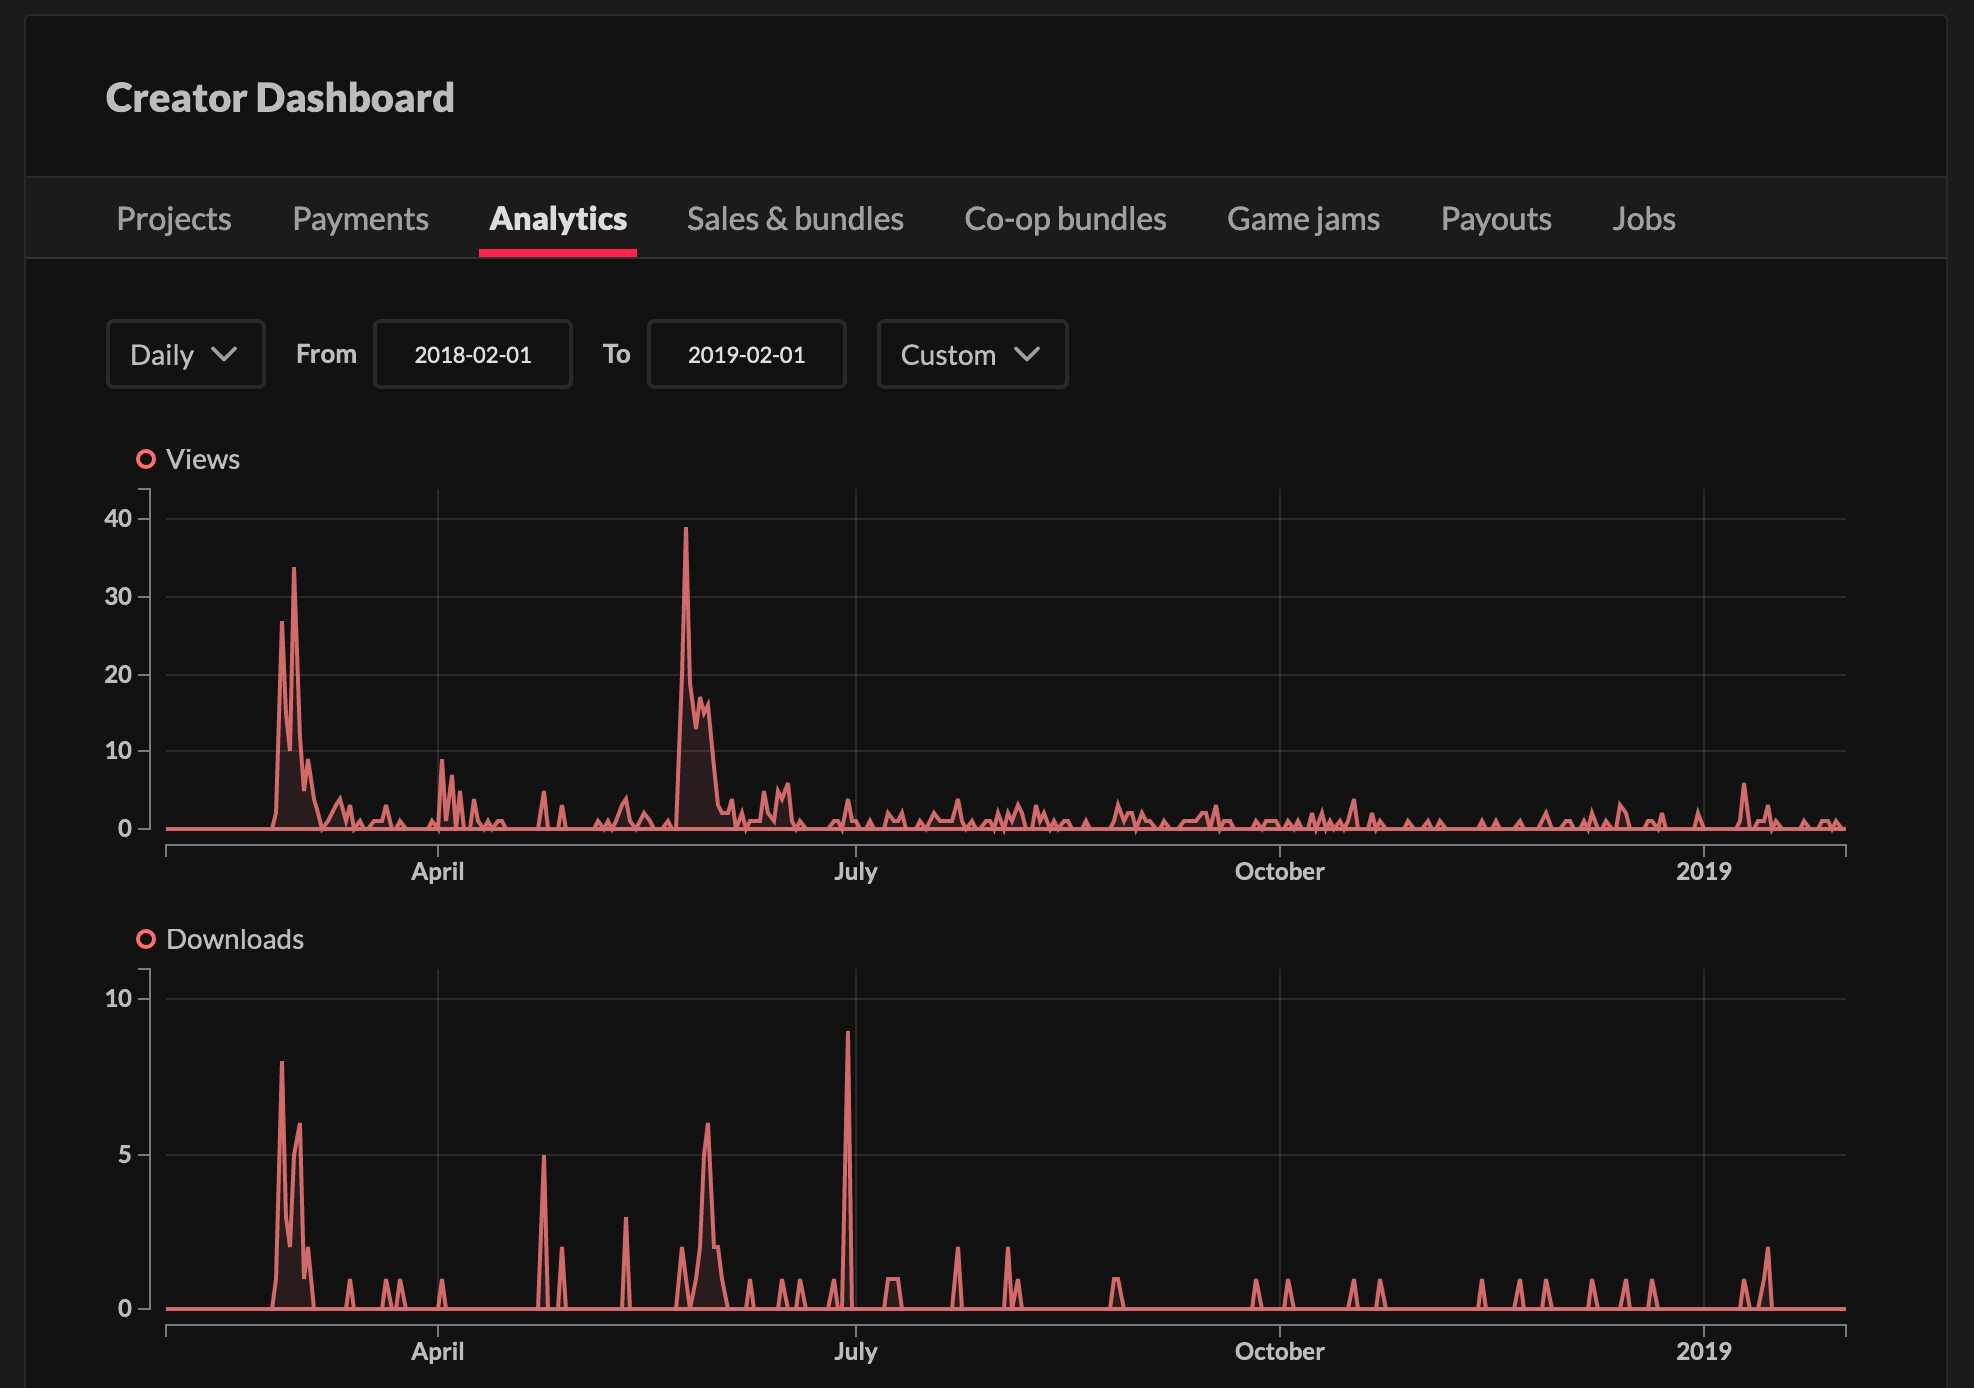 Creator Dashboard
Projects Payments Analytics Sales & bundles Co-op bundles Game jams Payouts Jobs
Daily From 2018-02-01 To 2019-02-01 Custom
Views
40
30
20
10
0
April July October 2019
Downloads
10
5
0
April July October 2019